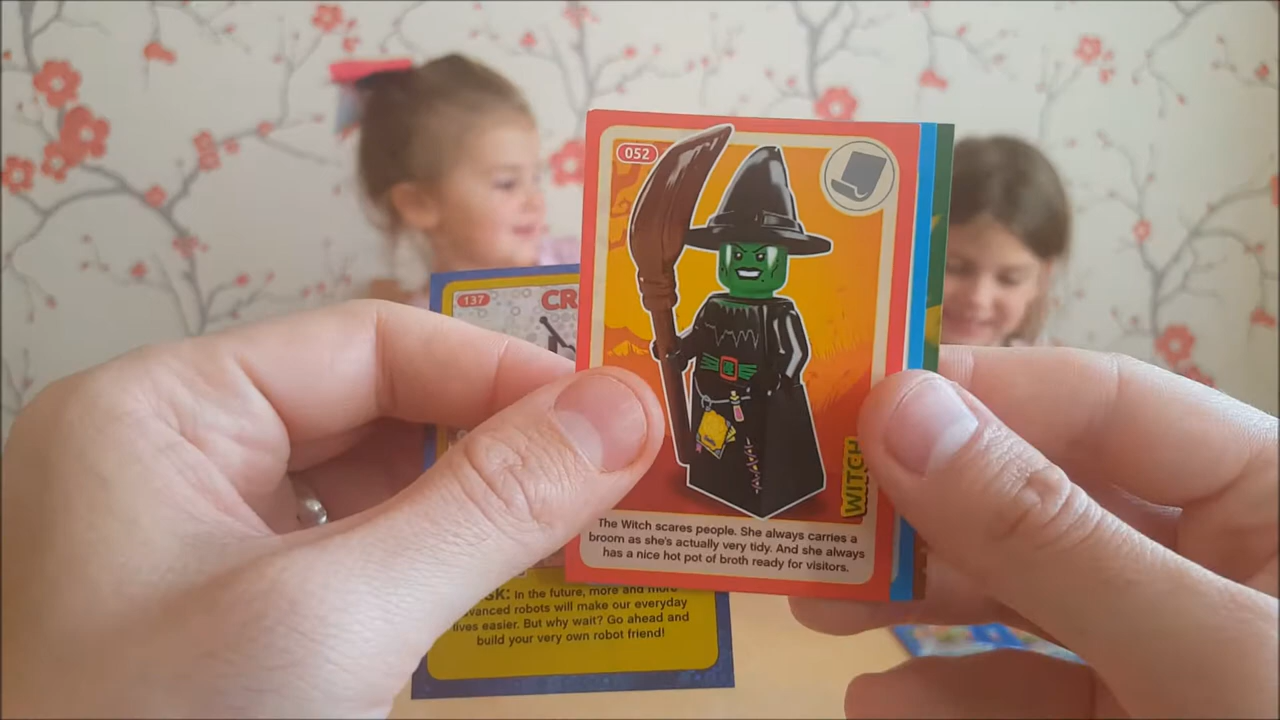 052
WITCH
The Witch scares people. She always carries a
broom as she's actually very tidy. And she always
has a nice hot pot of broth ready for visitors.
137
CR
SK: In the future, more and more
vanced robots will make our everyday
lives easier. But why wait? Go ahead and
build your very own robot friend!